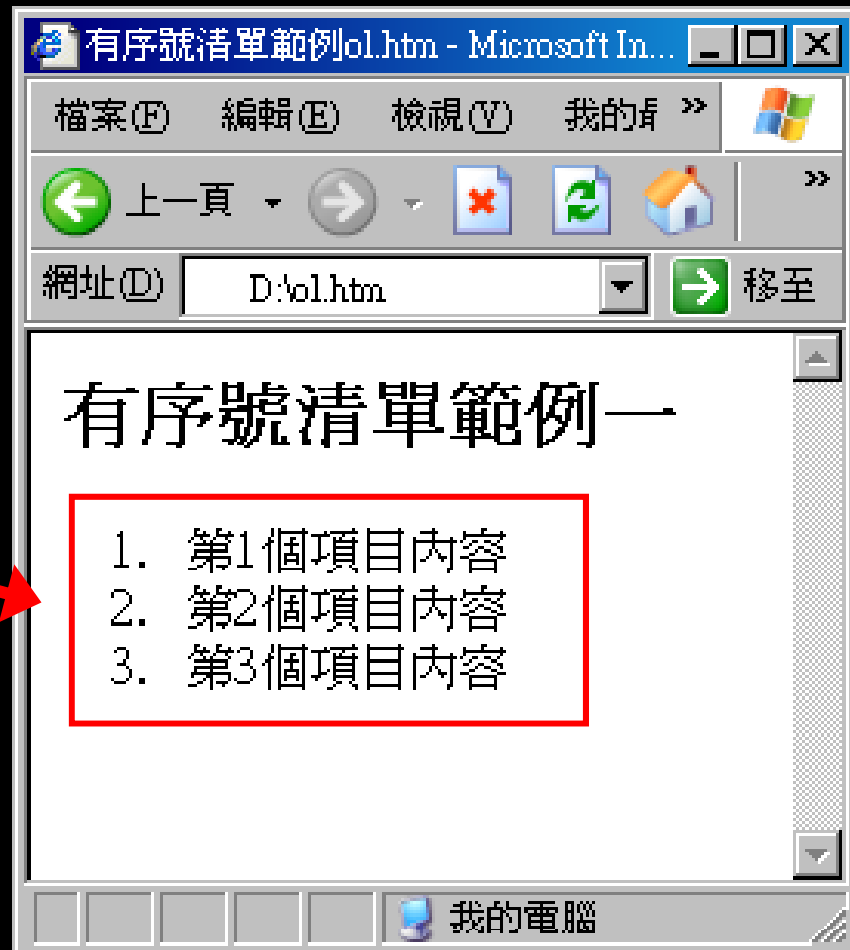 有序號清單範例ol.htm - Microsoft In...
檔案(F) 編輯(E) 檢視(V) 我的 »
上一頁 »
網址(D) D:\ol.htm 移至
有序號清單範例一
1. 第1個項目內容
2. 第2個項目內容
3. 第3個項目內容
我的電腦